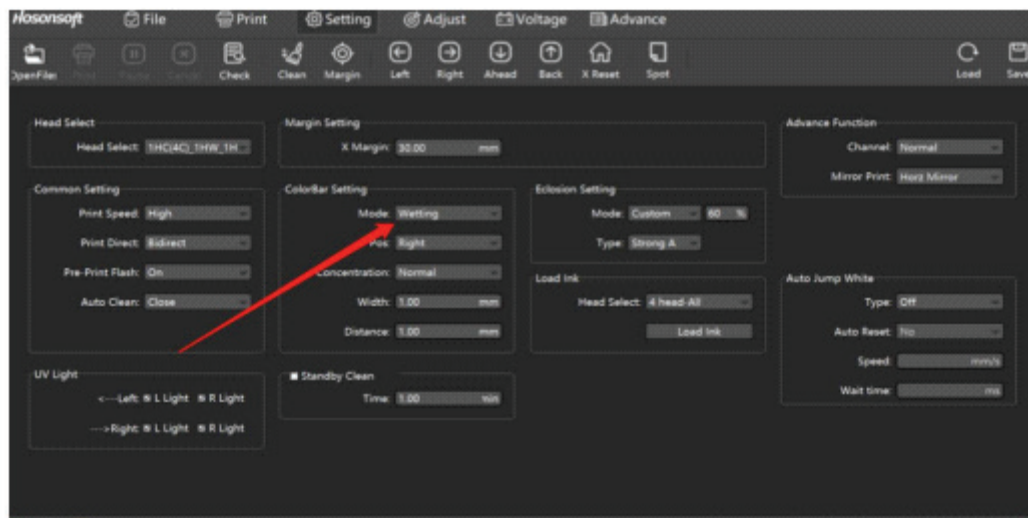 Hosonsoft File Print Setting Adjust Voltage Advance
OpenFiles Print Pause Cancel Check Clean Margin Left Right Ahead Back X Reset Spot Load Save
Head Select
Head Select: 1HC(4C)_1HW_1H
Margin Setting
X Margin: 30.00 mm
Advance Function
Channel: Normal
Mirror Print: Horz Mirror
Common Setting
Print Speed: High
Print Direct: Bidirect
Pre-Print Flash: On
Auto Clean: Close
ColorBar Setting
Mode: Wetting
Pos: Right
Concentration: Normal
Width: 1.00 mm
Distance: 1.00 mm
Eclosion Setting
Mode: Custom 60 %
Type: Strong A
Load Ink
Head Select: 4 head-All
Load Ink
Auto Jump White
Type: Off
Auto Reset: No
Speed: mm/s
Wait time: ms
UV Light
<---Left: L Light R Light
--->Right: L Light R Light
Standby Clean
Time: 1.00 min